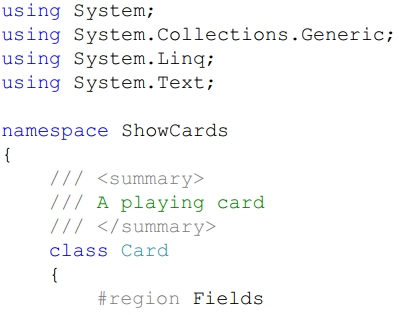 using System;
using System.Collections.Generic;
using System.Linq;
using System.Text;

namespace ShowCards
{
    /// <summary>
    /// A playing card
    /// </summary>
    class Card
    {
        #region Fields